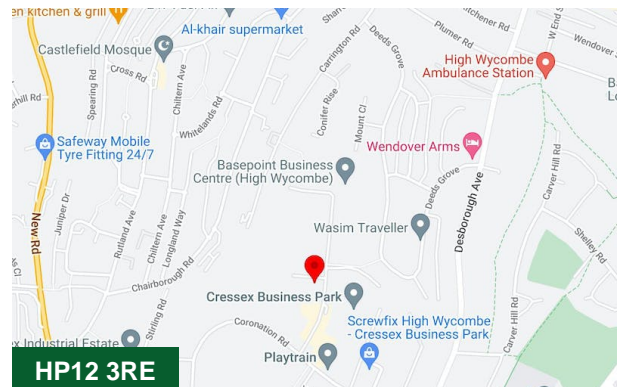 en kitchen & grill
Al-khair supermarket
Castlefield Mosque
Cross Rd
Spearing Rd
Chiltern Ave
Whitelands Rd
Carrington Rd
Deeds Grove
Conifer Rise
Mount Cl
Plumer Rd
Kitchener Rd
W End S
Wendover S
High Wycombe
Ambulance Station
Safeway Mobile
Tyre Fitting 24/7
Wendover Arms
Basepoint Business
Centre (High Wycombe)
Deeds Grove
Carver Hill Rd
New Rd
Juniper Dr
Rutland Ave
Chiltern Ave
Longland Way
Wasim Traveller
Desborough Ave
Shelley Rd
Chairborough Rd
Stirling Rd
Cressex Business Park
Coronation Rd
Screwfix High Wycombe
- Cressex Business Park
Carver Hill Rd
ex Industrial Estate
Playtrain
HP12 3RE